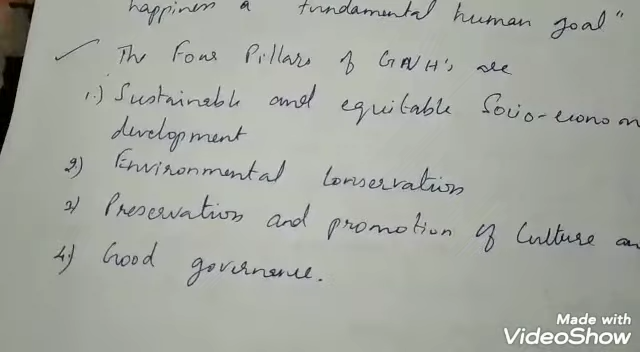 happiness a fundamental human goal"
The Four Pillars of GNH's are
1.) Sustainable and equitable Socio-econom
development
2) Environmental Conservation
3) Preservation and promotion of Culture an
4.) Good governence.
Made with
VideoShow